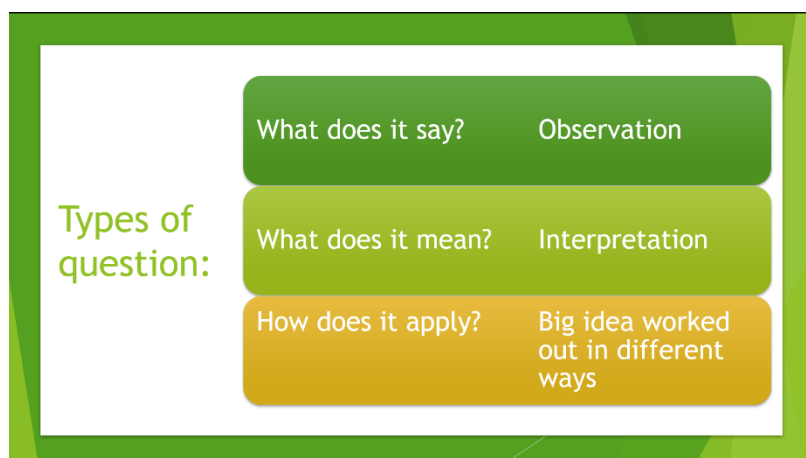 Types of
question:
What does it say? Observation
What does it mean? Interpretation
How does it apply? Big idea worked
out in different
ways